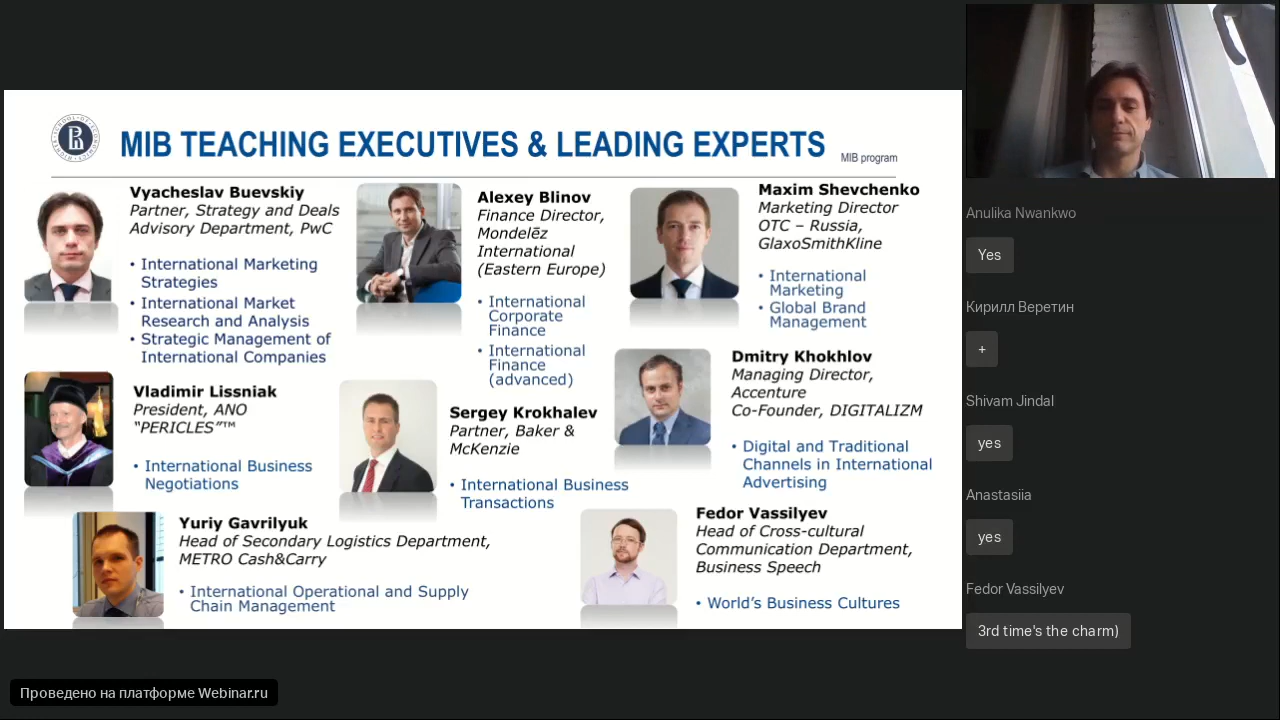 MIB TEACHING EXECUTIVES & LEADING EXPERTS
MIB program
Vyacheslav Buevskiy
Partner, Strategy and Deals
Advisory Department, PwC
• International Marketing
Strategies
• International Market
Research and Analysis
• Strategic Management of
International Companies
Alexey Blinov
Finance Director,
Mondelēz
International
(Eastern Europe)
• International
Corporate
Finance
• International
Finance
(advanced)
Maxim Shevchenko
Marketing Director
OTC – Russia,
GlaxoSmithKline
• International
Marketing
• Global Brand
Management
Vladimir Lissniak
President, ANO
“PERICLES”™
• International Business
Negotiations
Sergey Krokhalev
Partner, Baker &
McKenzie
• International Business
Transactions
Dmitry Khokhlov
Managing Director,
Accenture
Co-Founder, DIGITALIZM
• Digital and Traditional
Channels in International
Advertising
Yuriy Gavrilyuk
Head of Secondary Logistics Department,
METRO Cash&Carry
• International Operational and Supply
Chain Management
Fedor Vassilyev
Head of Cross-cultural
Communication Department,
Business Speech
• World’s Business Cultures
Anulika Nwankwo
Yes
Кирилл Веретин
+
Shivam Jindal
yes
Anastasiia
yes
Fedor Vassilyev
3rd time's the charm)
Проведено на платформе Webinar.ru